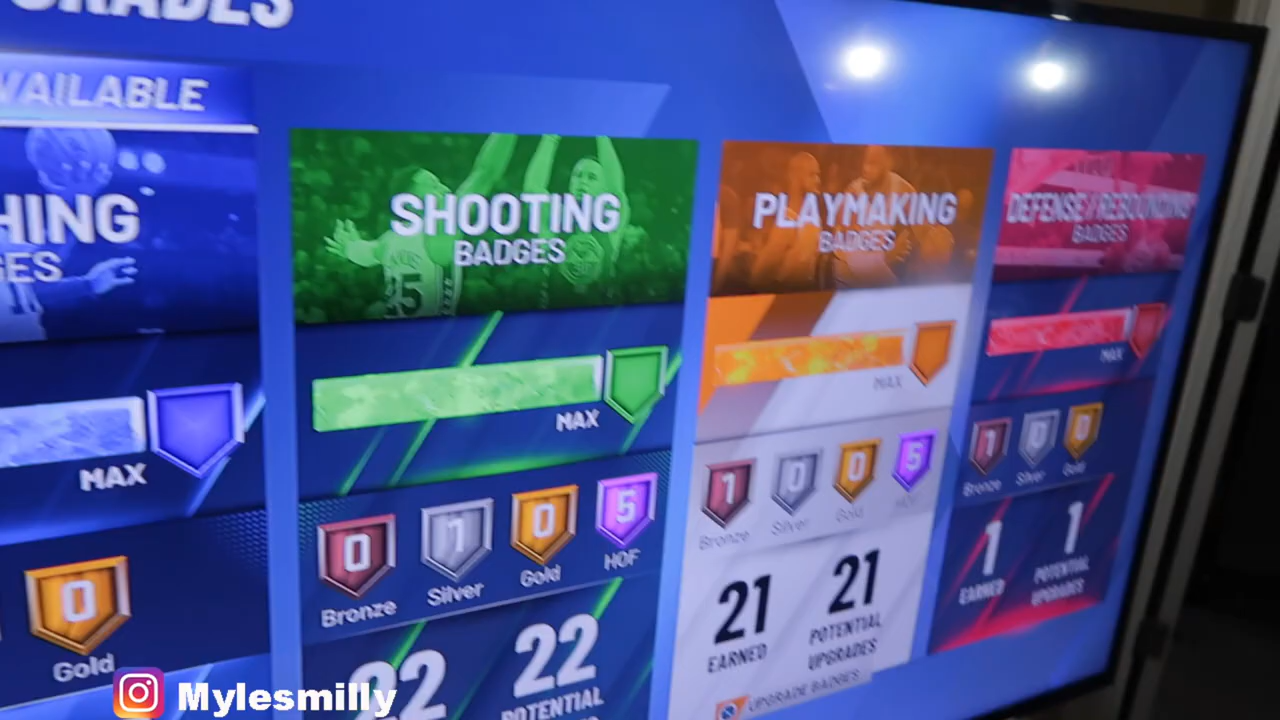 VAILABLE
HING
SHOOTING
BADGES
PLAYMAKING
BADGES
DEFENSE / REBOUNDING
BADGES
MAX
MAX
MAX
MAX
0
Gold
0
Bronze
1
Silver
0
Gold
5
HOF
1
Bronze
0
Silver
0
Gold
5
HOF
1
Bronze
0
Silver
0
Gold
22
22
POTENTIAL
21
EARNED
21
POTENTIAL
UPGRADES
1
EARNED
1
POTENTIAL
UPGRADES
UPGRADE BADGES
Mylesmilly